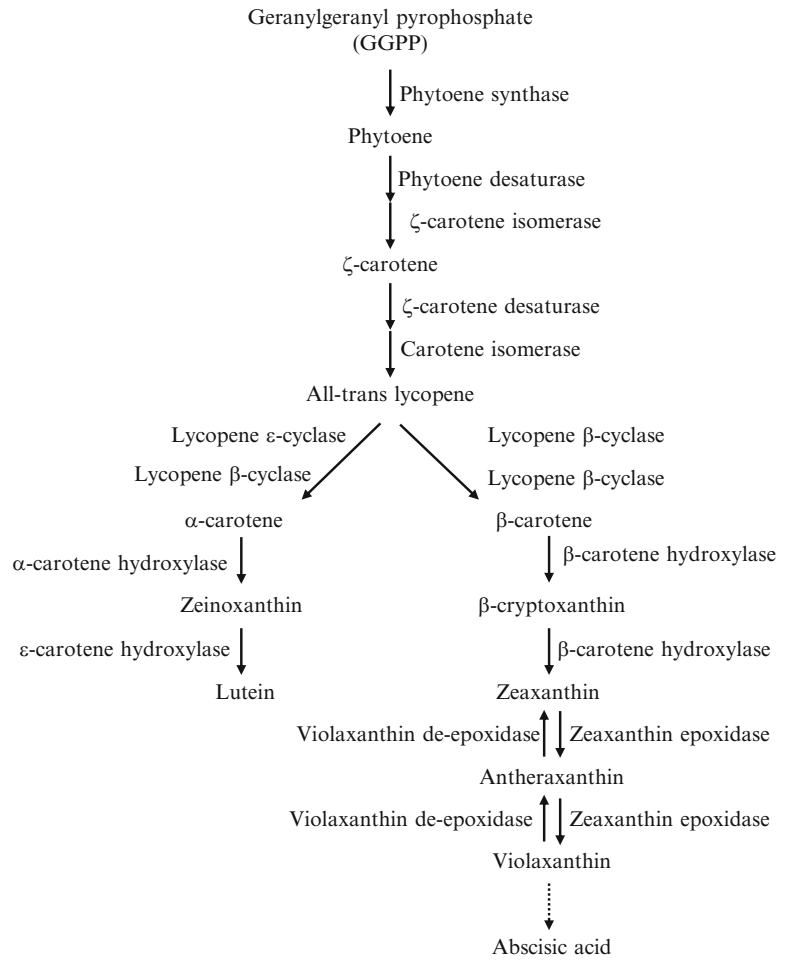 Geranylgeranyl pyrophosphate
(GGPP)
Phytoene synthase
Phytoene
Phytoene desaturase
ζ-carotene isomerase
ζ-carotene
ζ-carotene desaturase
Carotene isomerase
All-trans lycopene
Lycopene ε-cyclase
Lycopene β-cyclase
Lycopene β-cyclase
Lycopene β-cyclase
α-carotene
β-carotene
α-carotene hydroxylase
β-carotene hydroxylase
Zeinoxanthin
β-cryptoxanthin
ε-carotene hydroxylase
β-carotene hydroxylase
Lutein
Zeaxanthin
Violaxanthin de-epoxidase
Zeaxanthin epoxidase
Antheraxanthin
Violaxanthin de-epoxidase
Zeaxanthin epoxidase
Violaxanthin
Abscisic acid